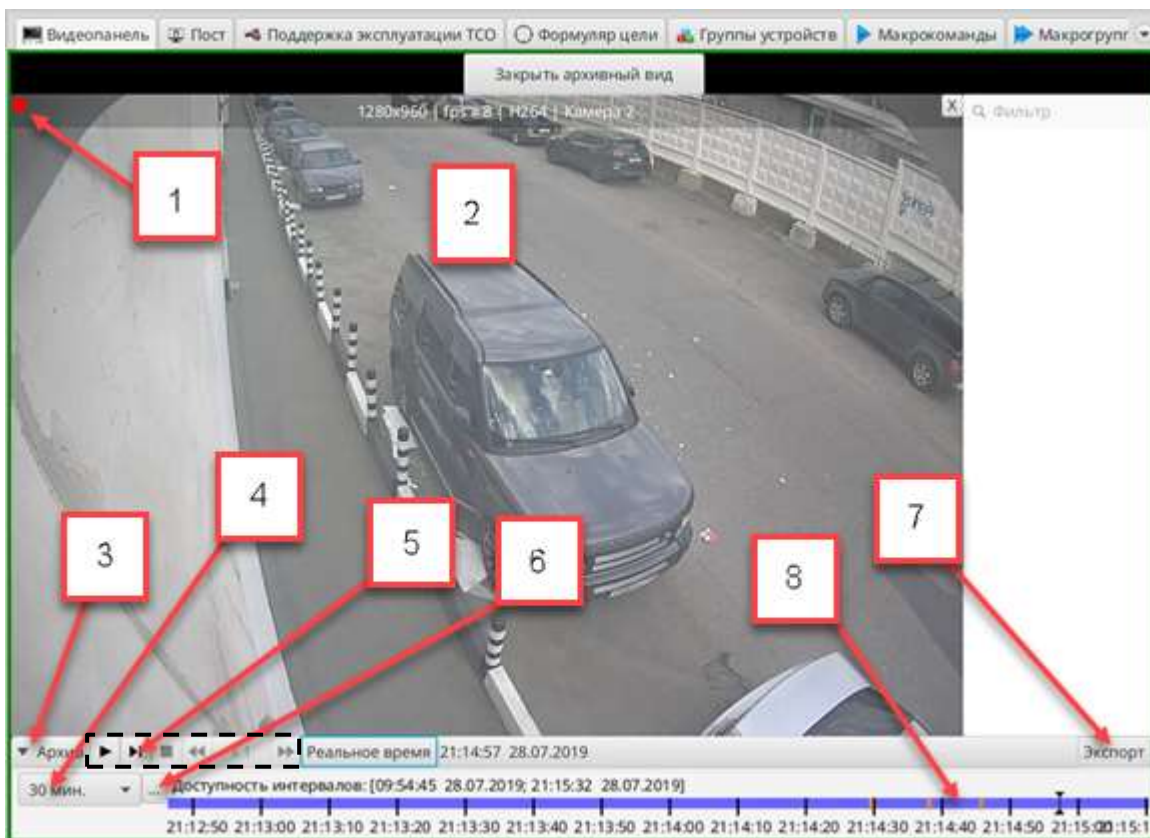 Видеопанель Пост Поддержка эксплуатации ТСО Формуляр цели Группы устройств Макрокоманды Макрогрупп
Закрыть архивный вид
1280x960 | fps = 8 | H264 | Камера 2 X Фильтр
1
2
3
4
5
6
7
8
Архив Реальное время 21:14:57 28.07.2019 Экспорт
30 мин. ... Доступность интервалов: [09:54:45 28.07.2019; 21:15:32 28.07.2019]
21:12:50 21:13:00 21:13:10 21:13:20 21:13:30 21:13:40 21:13:50 21:14:00 21:14:10 21:14:20 21:14:30 21:14:40 21:14:50 21:15:00